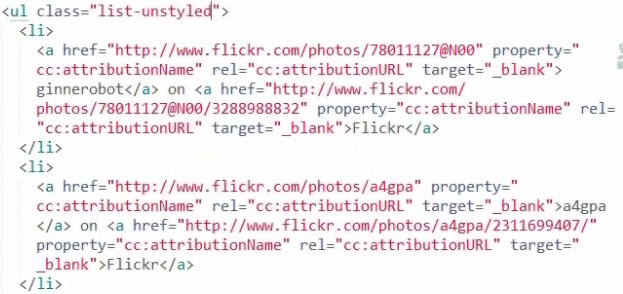 <ul class="list-unstyled">
<li>
<a href="http://www.flickr.com/photos/78011127@N00" property="
cc:attributionName" rel="cc:attributionURL" target="_blank">
ginnerobot</a> on <a href="http://www.flickr.com/
photos/78011127@N00/3288988832" property="cc:attributionName" rel=
"cc:attributionURL" target="_blank">Flickr</a>
</li>
<li>
<a href="http://www.flickr.com/photos/a4gpa" property="
cc:attributionName" rel="cc:attributionURL" target="_blank">a4gpa
</a> on <a href="http://www.flickr.com/photos/a4gpa/2311699407/"
property="cc:attributionName" rel="cc:attributionURL" target="
_blank">Flickr</a>
</li>